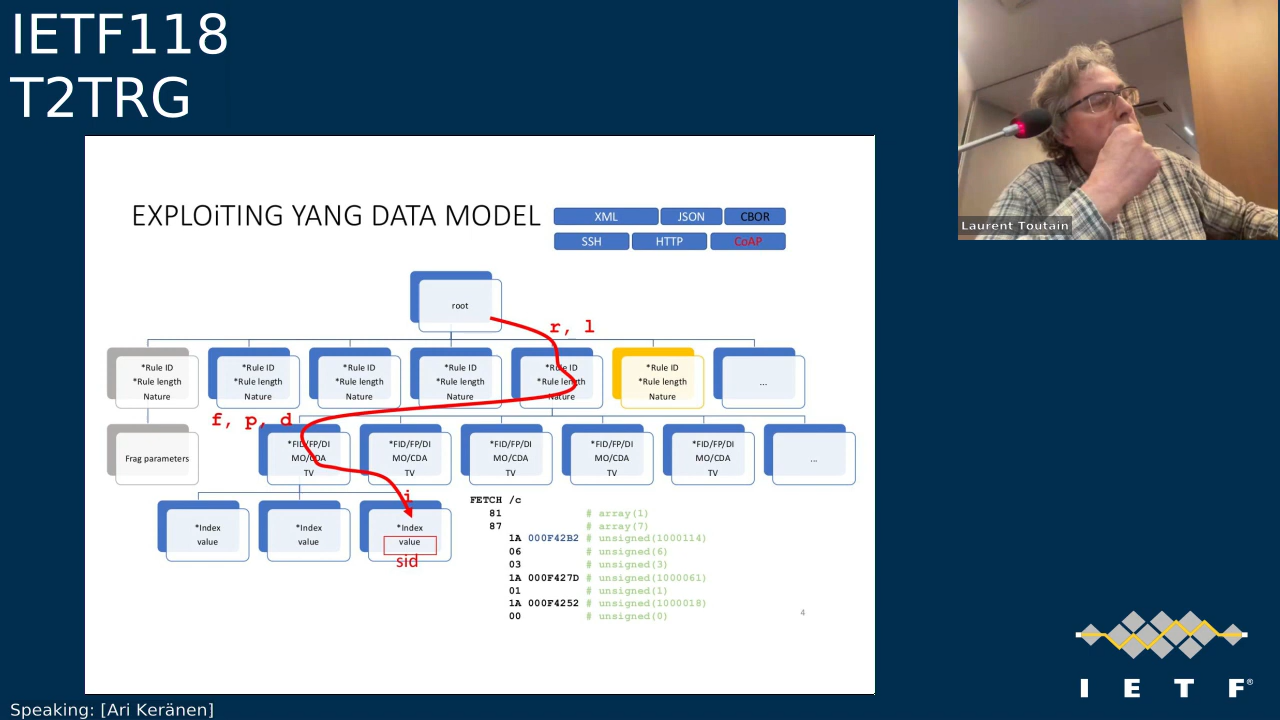 IETF118
T2TRG
Laurent Toutain
EXPLOiTING YANG DATA MODEL
XML JSON CBOR
SSH HTTP CoAP
root
r, l
*Rule ID *Rule ID *Rule ID *Rule ID *Rule ID *Rule ID
*Rule length *Rule length *Rule length *Rule length *Rule length *Rule length ...
Nature Nature Nature Nature Nature Nature
f, p, d
*FID/FP/DI *FID/FP/DI *FID/FP/DI *FID/FP/DI *FID/FP/DI
Frag parameters MO/CDA MO/CDA MO/CDA MO/CDA MO/CDA ...
TV TV TV TV TV
i
*Index *Index *Index
value value value
sid
FETCH /c
81 # array(1)
87 # array(7)
1A 000F42B2 # unsigned(1000114)
06 # unsigned(6)
03 # unsigned(3)
1A 000F427D # unsigned(1000061)
01 # unsigned(1)
1A 000F4252 # unsigned(1000018)
00 # unsigned(0)
4
I E T F®
Speaking: [Ari Keränen]